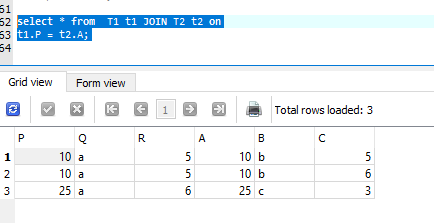 61
62 select * from  T1 t1 JOIN T2 t2 on
63 t1.P = t2.A;
64
Grid view Form view
1 Total rows loaded: 3
P Q R A B C
1 10 a 5 10 b 5
2 10 a 5 10 b 6
3 25 a 6 25 c 3